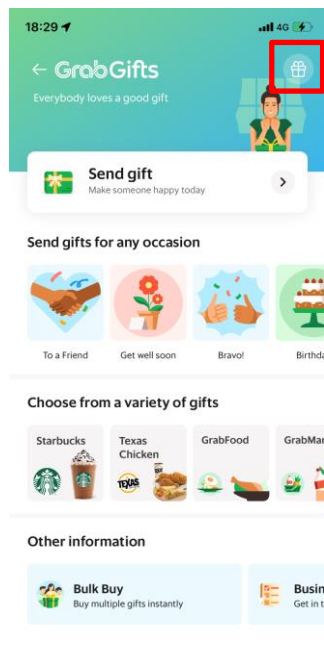 18:29
4G
GrabGifts
Everybody loves a good gift
Send gift
Make someone happy today
Send gifts for any occasion
To a Friend
Get well soon
Bravo!
Birthda
Choose from a variety of gifts
Starbucks
Texas
Chicken
GrabFood
GrabMar
TEXAS
Other information
Bulk Buy
Buy multiple gifts instantly
Busin
Get in t